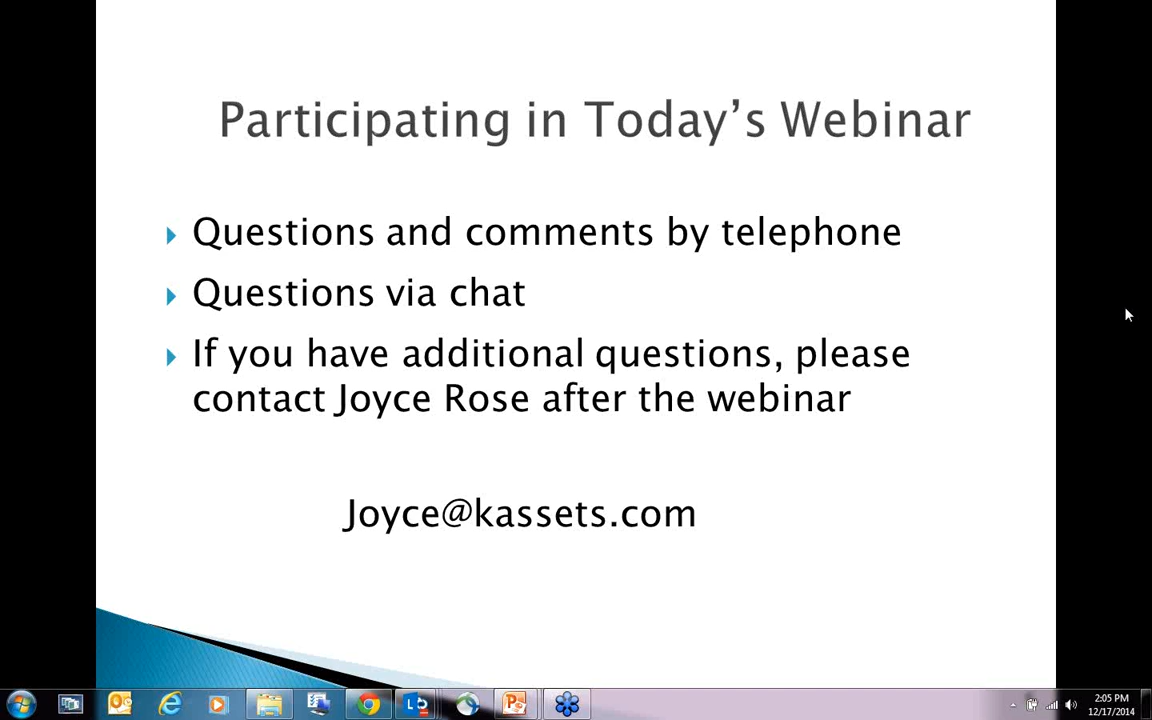 Participating in Today’s Webinar
Questions and comments by telephone
Questions via chat
If you have additional questions, please
contact Joyce Rose after the webinar
Joyce@kassets.com
2:05 PM
12/17/2014